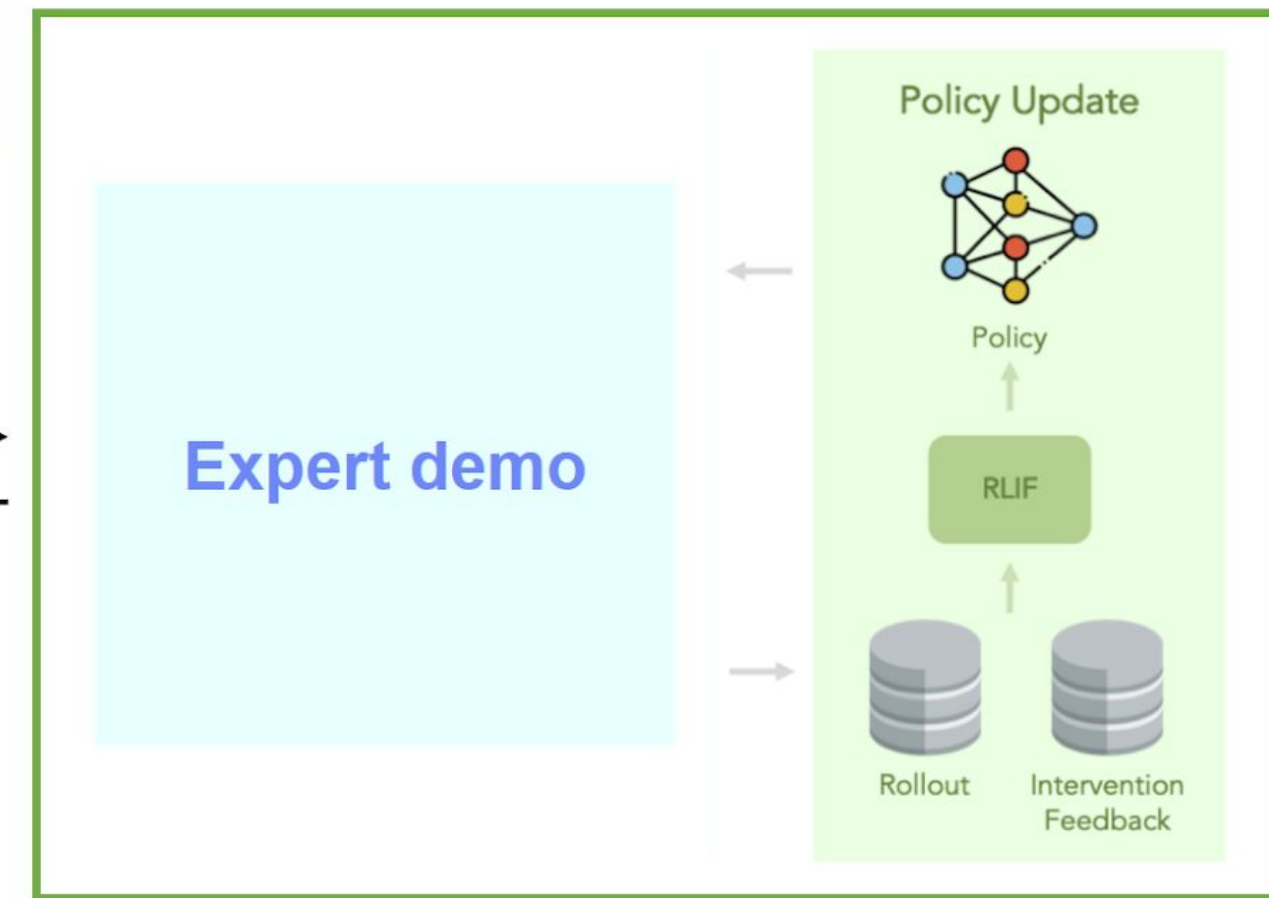 Expert demo
Policy Update
Policy
RLIF
Rollout
Intervention
Feedback